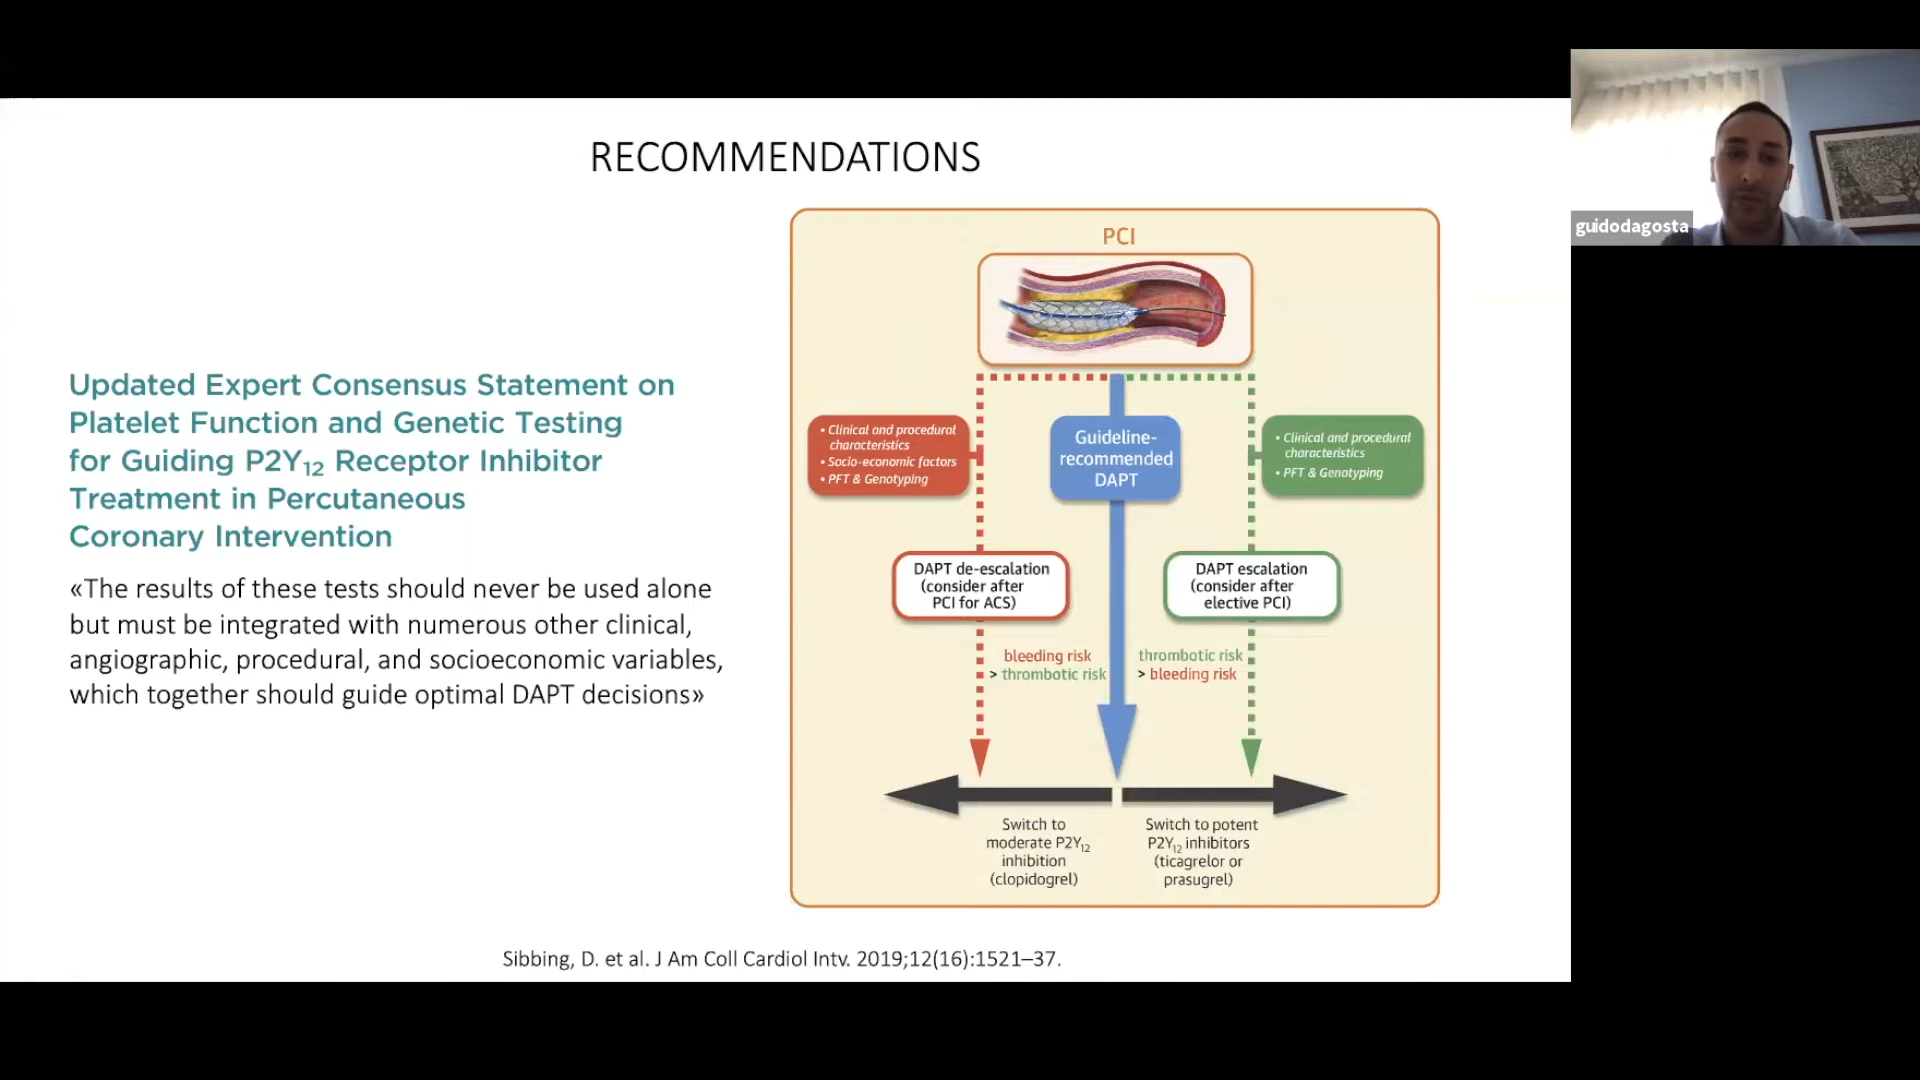 RECOMMENDATIONS
Updated Expert Consensus Statement on
Platelet Function and Genetic Testing
for Guiding P2Y12 Receptor Inhibitor
Treatment in Percutaneous
Coronary Intervention
«The results of these tests should never be used alone
but must be integrated with numerous other clinical,
angiographic, procedural, and socioeconomic variables,
which together should guide optimal DAPT decisions»
PCI
• Clinical and procedural
characteristics
• Socio-economic factors
• PFT & Genotyping
Guideline-
recommended
DAPT
• Clinical and procedural
characteristics
• PFT & Genotyping
DAPT de-escalation
(consider after
PCI for ACS)
DAPT escalation
(consider after
elective PCI)
bleeding risk
> thrombotic risk
thrombotic risk
> bleeding risk
Switch to
moderate P2Y12
inhibition
(clopidogrel)
Switch to potent
P2Y12 inhibitors
(ticagrelor or
prasugrel)
Sibbing, D. et al. J Am Coll Cardiol Intv. 2019;12(16):1521–37.
guidodagosta